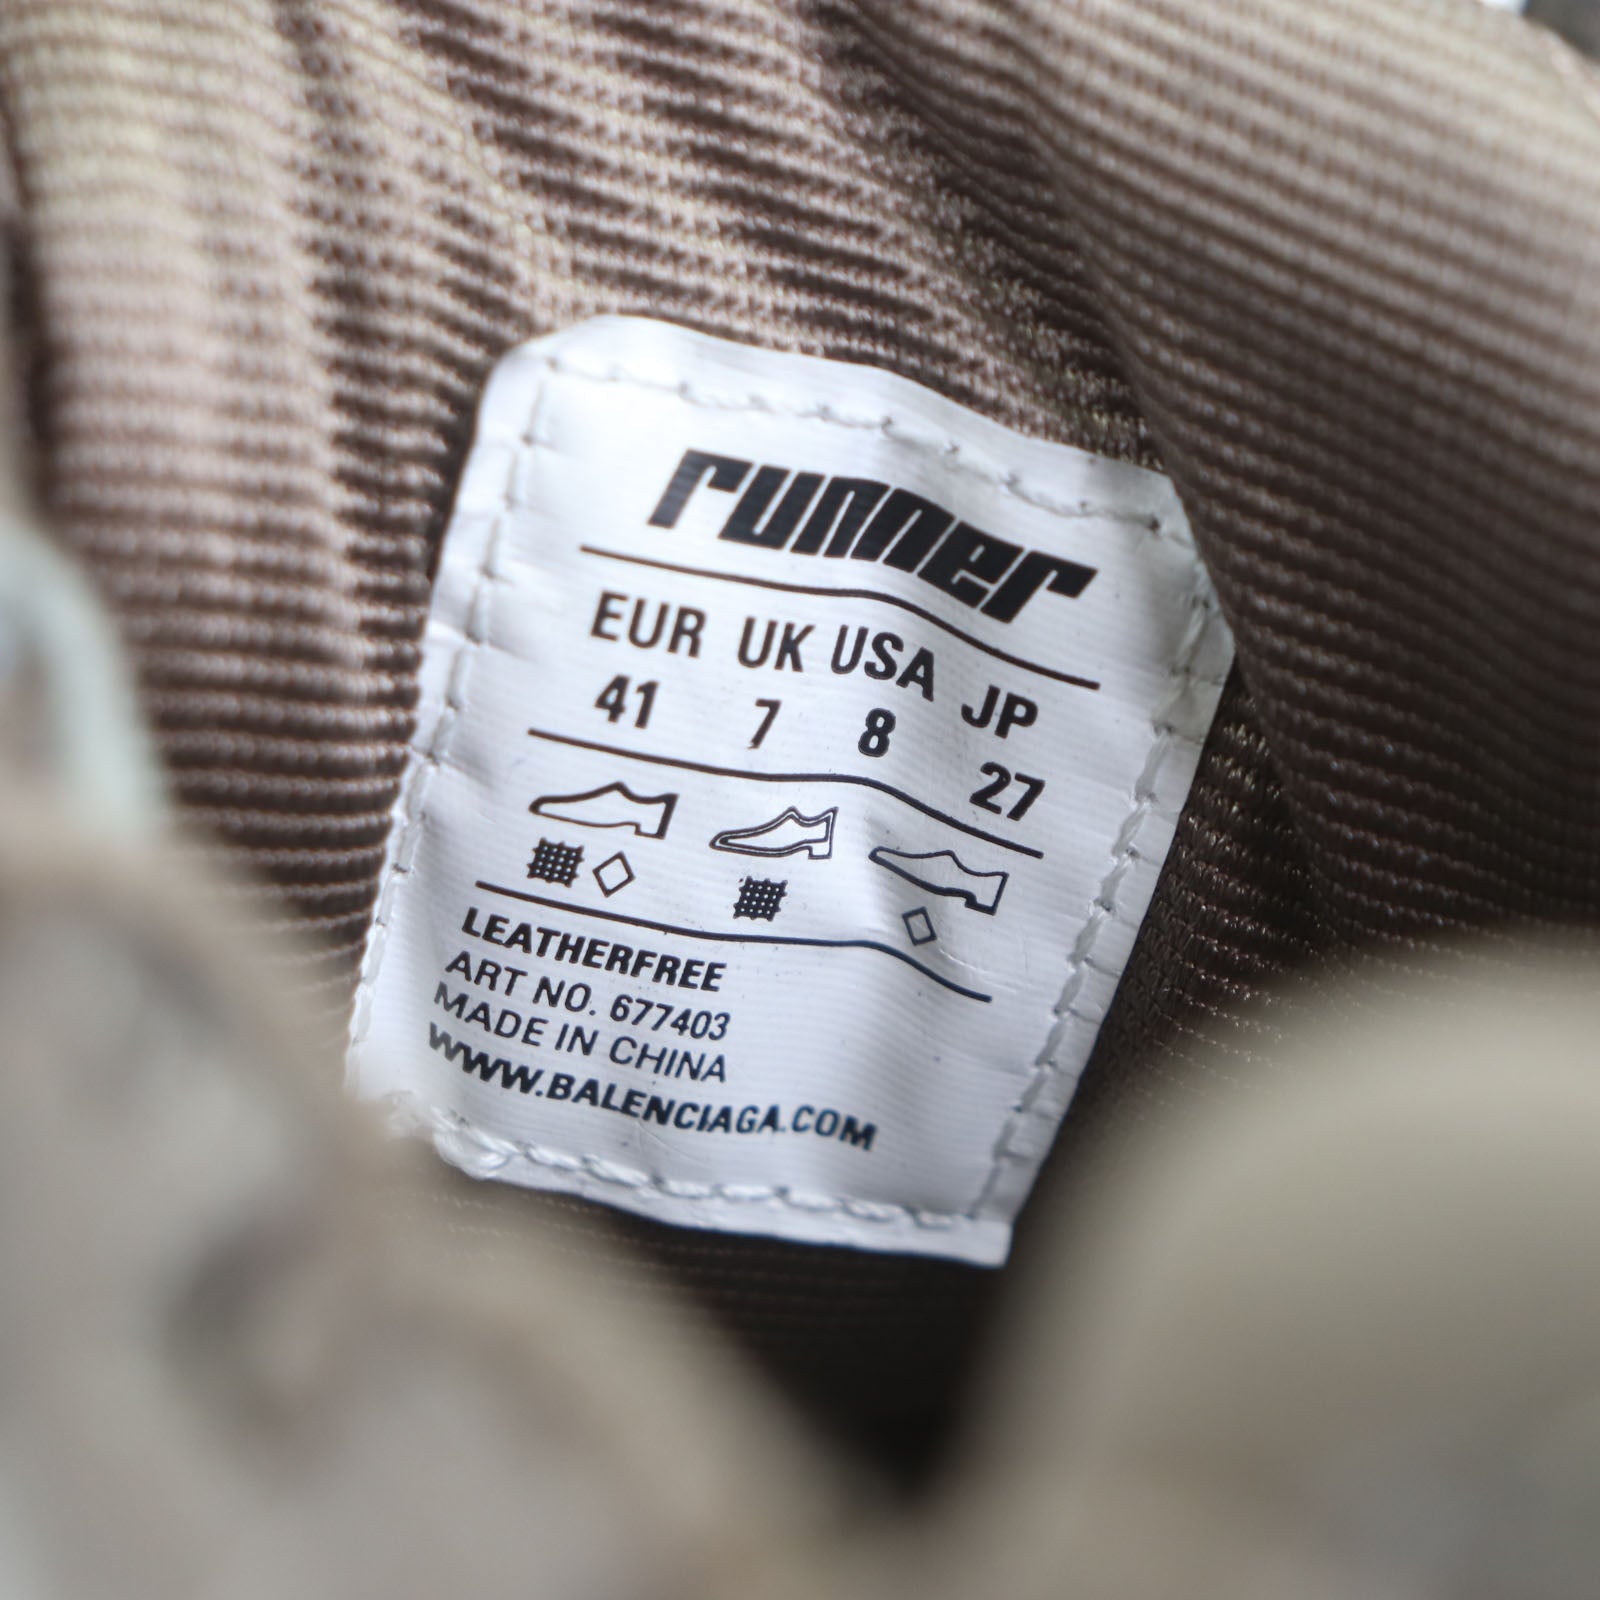 runner
EUR UK USA JP
41 7 8 27
LEATHERFREE
ART NO. 677403
MADE IN CHINA
WWW.BALENCIAGA.COM